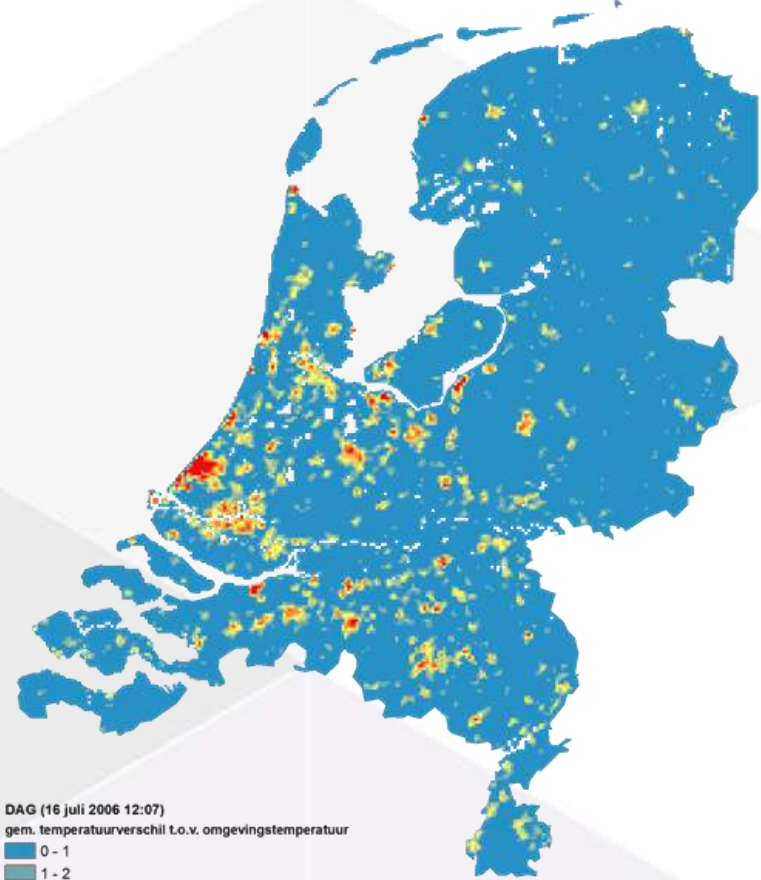 DAG (16 juli 2006 12:07)
gem. temperatuurverschil t.o.v. omgevingstemperatuur
0 - 1
1 - 2